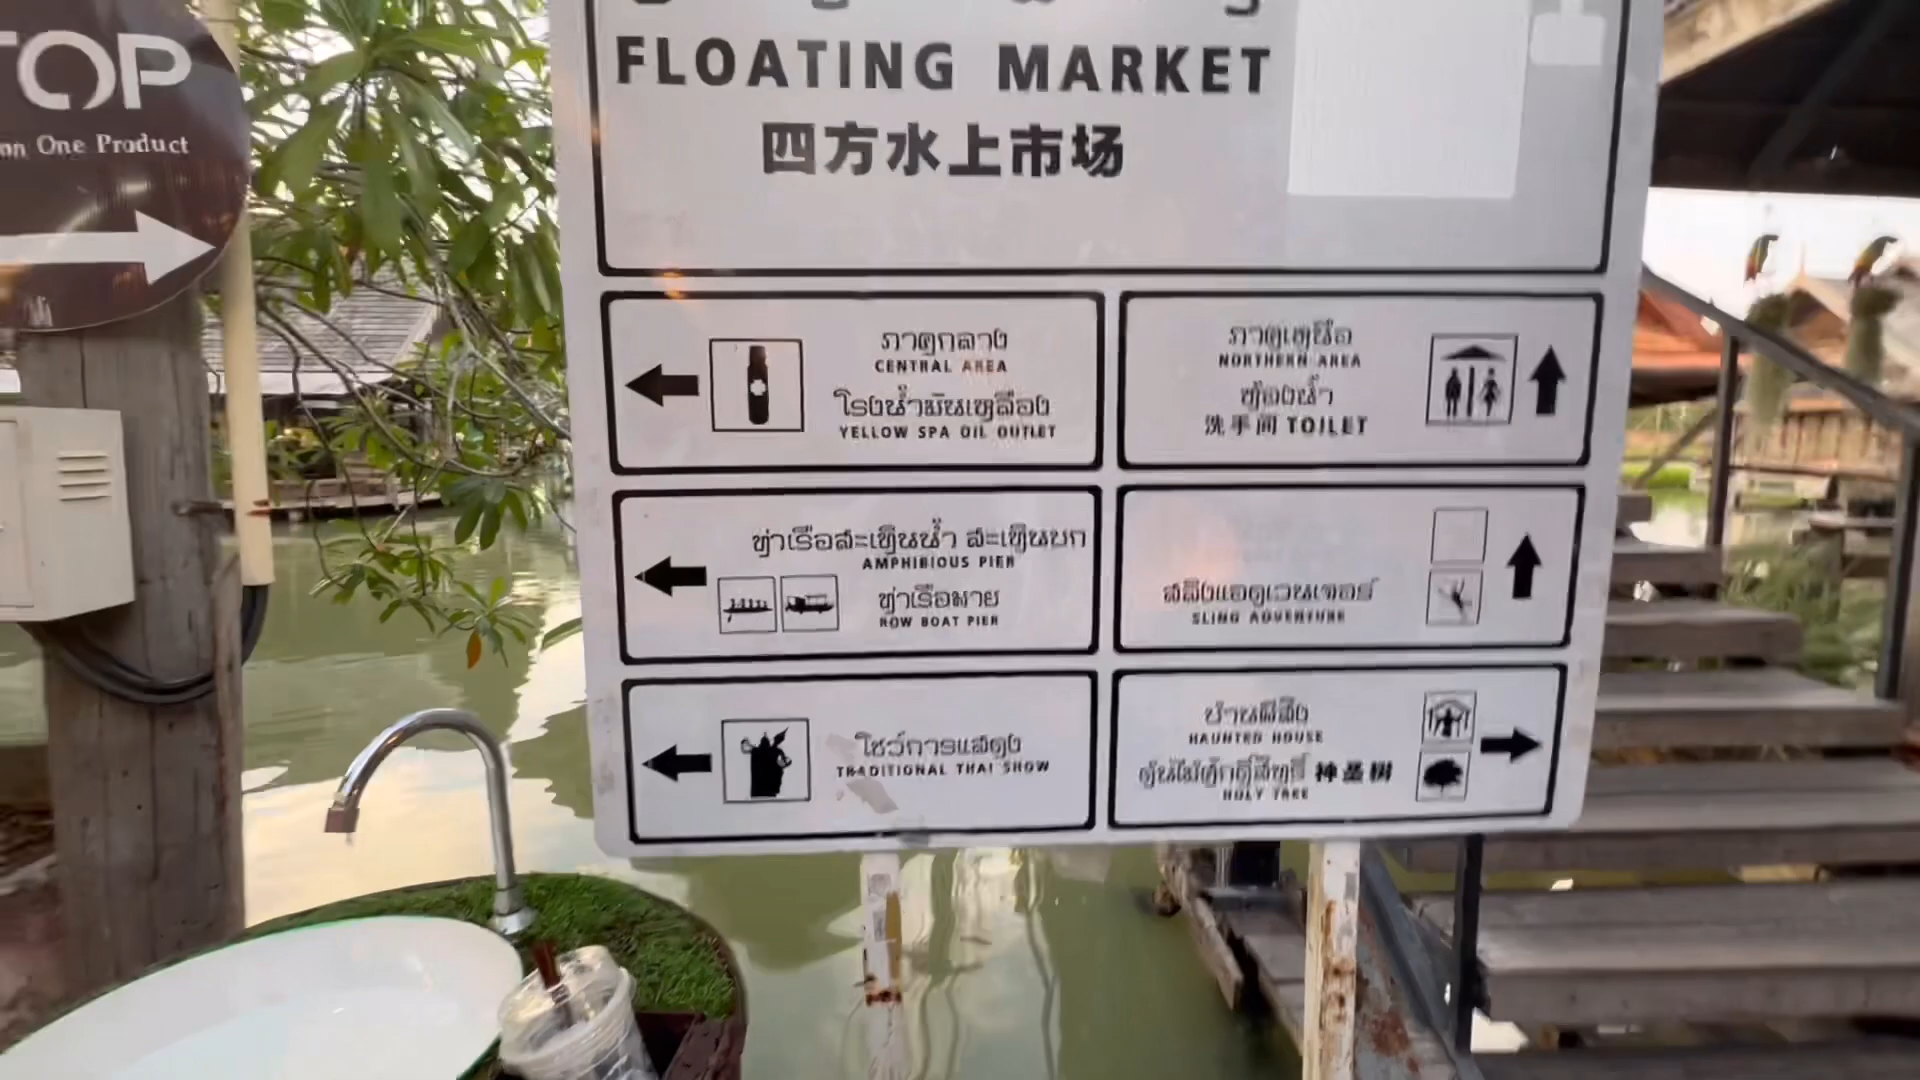 TOP
One Product
FLOATING MARKET
四方水上市场
ภาคกลาง
CENTRAL AREA
โรงน้ำมันเหลือง
YELLOW SPA OIL OUTLET
ภาคเหนือ
NORTHERN AREA
ห้องน้ำ
洗手间 TOILET
ท่าเรือสะเทินน้ำ สะเทินบก
AMPHIBIOUS PIER
ท่าเรือพาย
ROW BOAT PIER
สลิงแอดเวนเจอร์
SLING ADVENTURE
โชว์การแสดง
TRADITIONAL THAI SHOW
บ้านผีสิง
HAUNTED HOUSE
ต้นไม้ศักดิ์สิทธิ์ 神圣树
HOLY TREE